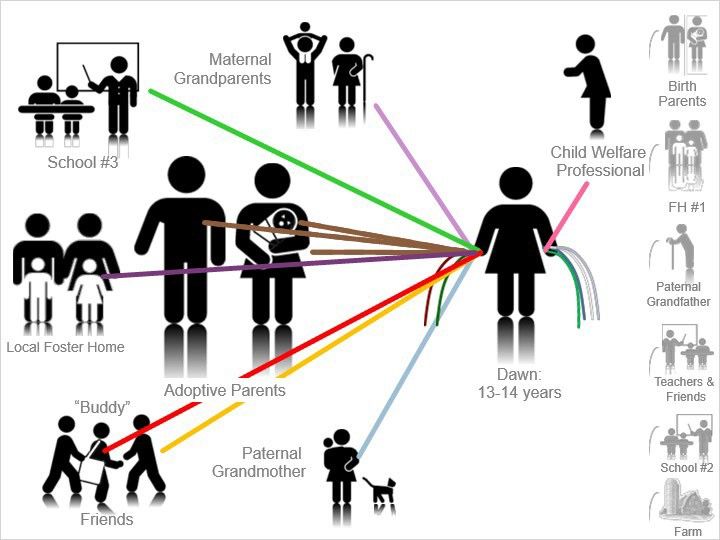 Maternal
Grandparents
School #3
Child Welfare
Professional
Local Foster Home
Adoptive Parents
Dawn:
13-14 years
“Buddy”
Friends
Paternal
Grandmother
Birth
Parents
FH #1
Paternal
Grandfather
Teachers &
Friends
School #2
Farm